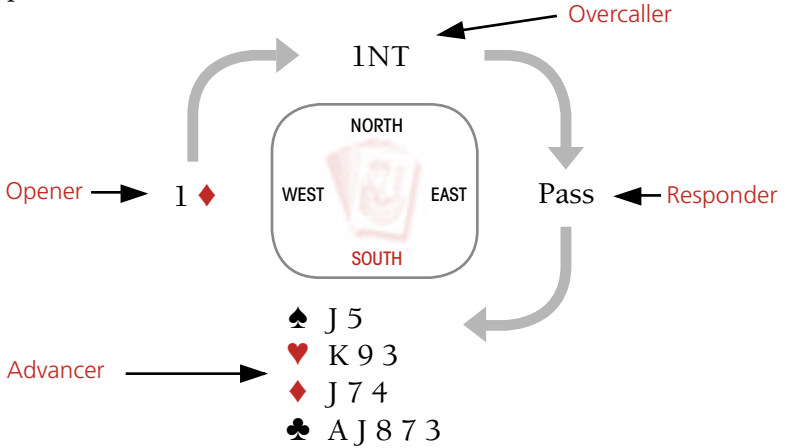 Overcaller
1NT
NORTH
Opener
1 ♦
WEST
EAST
Pass
Responder
SOUTH
♠ J 5
♥ K 9 3
Advancer
♦ J 7 4
♣ A J 8 7 3